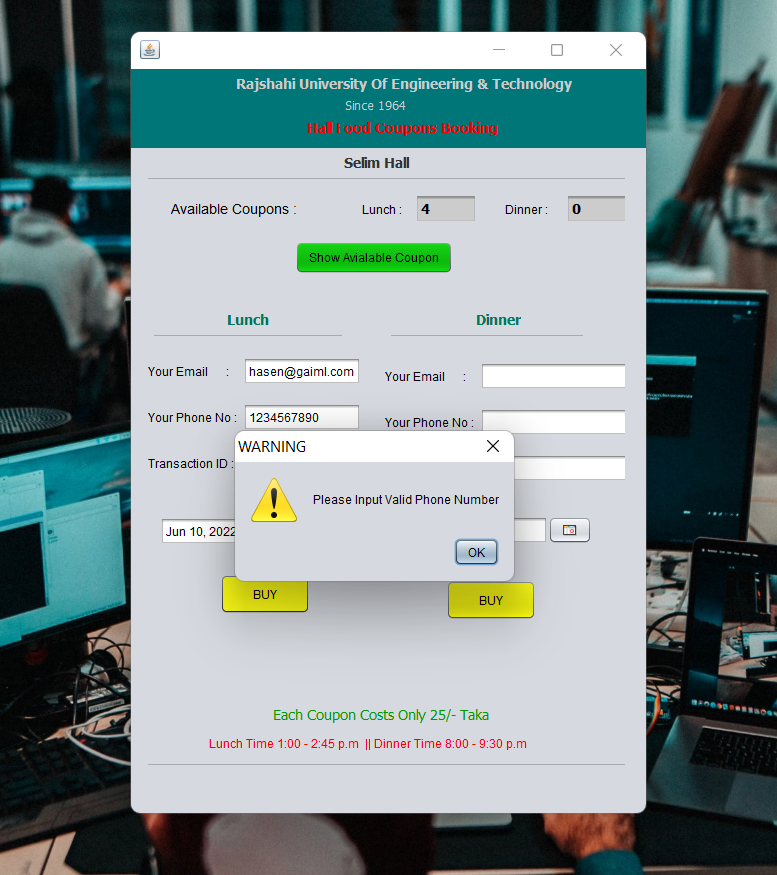 Rajshahi University Of Engineering & Technology
Since 1964
Hall Food Coupons Booking
Selim Hall
Available Coupons : Lunch : 4 Dinner : 0
Show Avialable Coupon
Lunch Dinner
Your Email : hasen@gaiml.com Your Email :
Your Phone No : 1234567890 Your Phone No :
WARNING
Transaction ID :
Please Input Valid Phone Number
Jun 10, 2022
OK
BUY BUY
Each Coupon Costs Only 25/- Taka
Lunch Time 1:00 - 2:45 p.m || Dinner Time 8:00 - 9:30 p.m